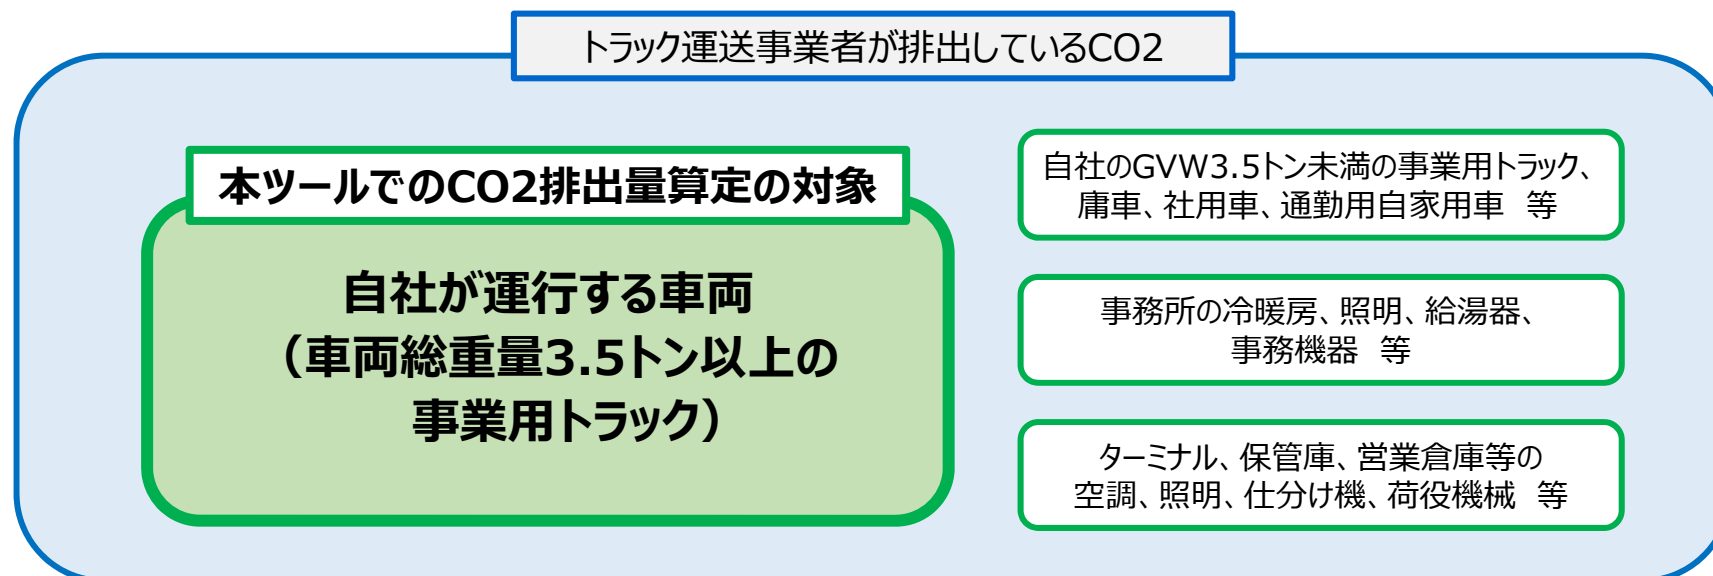 トラック運送事業者が排出しているCO2
本ツールでのCO2排出量算定の対象
自社が運行する車両
（車両総重量3.5トン以上の
事業用トラック）
自社のGVW3.5トン未満の事業用トラック、
庸車、社用車、通勤用自家用車　等
事務所の冷暖房、照明、給湯器、
事務機器　等
ターミナル、保管庫、営業倉庫等の
空調、照明、仕分け機、荷役機械　等